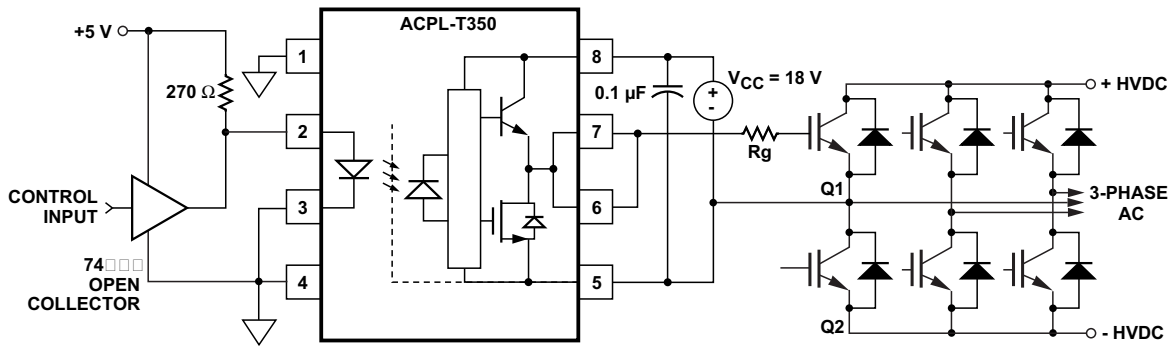 ACPL-T350
+5 V
1
8
270 Ω
0.1 µF
VCC = 18 V
+
-
+ HVDC
2
7
Rg
CONTROL
INPUT
3
6
Q1
3-PHASE
AC
74□□□
OPEN
COLLECTOR
4
5
Q2
- HVDC